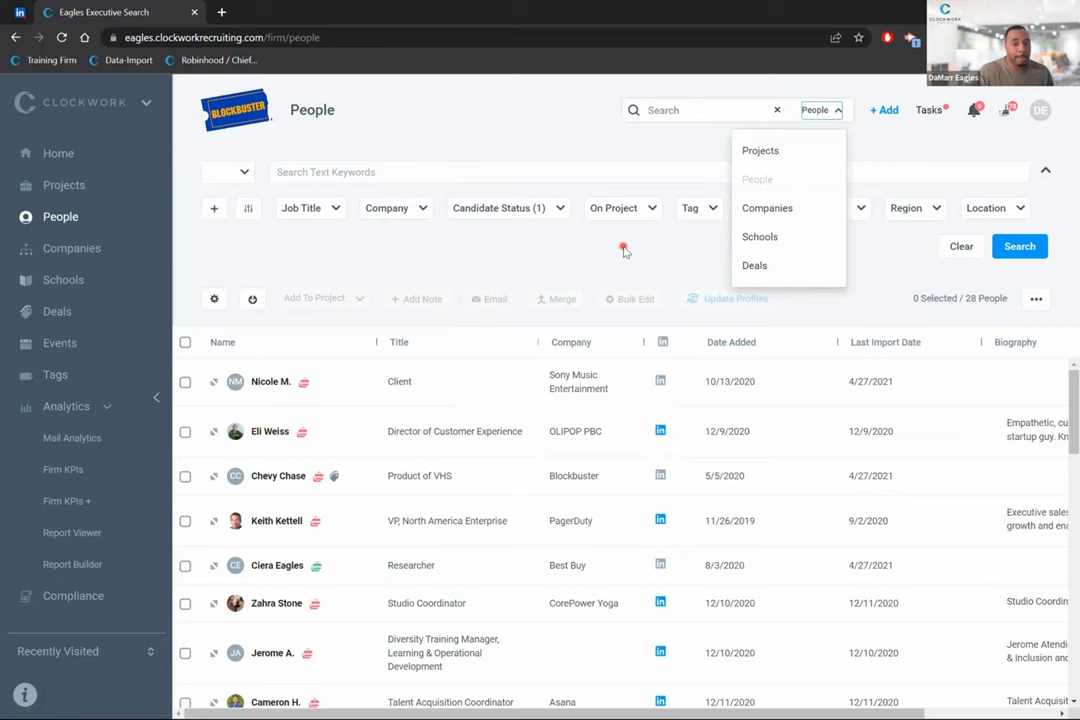 Eagles Executive Search
eagles.clockworkrecruiting.com/firm/people
Training Firm
Data-Import
Robinhood / Chief...
CLOCKWORK
DaMarr Eagles
CLOCKWORK
BLOCKBUSTER
People
Search
People
+ Add
Tasks
DE
Home
Projects
People
Companies
Schools
Deals
Events
Tags
Analytics
Mail Analytics
Firm KPIs
Firm KPIs +
Report Viewer
Report Builder
Compliance
Recently Visited
Projects
People
Companies
Schools
Deals
Search Text Keywords
Job Title
Company
Candidate Status (1)
On Project
Tag
Region
Location
Clear
Search
Add To Project
+ Add Note
Email
Merge
Bulk Edit
Update Profiles
0 Selected / 28 People
Name Title Company Date Added Last Import Date Biography
NM Nicole M. Client Sony Music Entertainment 10/13/2020 4/27/2021
Eli Weiss Director of Customer Experience OLIPOP PBC 12/9/2020 12/9/2020 Empathetic, cu
startup guy. Kn
CC Chevy Chase Product of VHS Blockbuster 5/5/2020 4/27/2021
Keith Kettell VP, North America Enterprise PagerDuty 11/26/2019 9/2/2020 Executive sales
growth and ena
CE Ciera Eagles Researcher Best Buy 8/3/2020 4/27/2021
Zahra Stone Studio Coordinator CorePower Yoga 12/10/2020 12/11/2020 Studio Coordin
JA Jerome A. Diversity Training Manager, Learning & Operational Development 12/10/2020 12/10/2020 Jerome Atendi
& Inclusion and
Cameron H. Talent Acquisition Coordinator Asana 12/10/2020 12/10/2020 Talent Acquisit